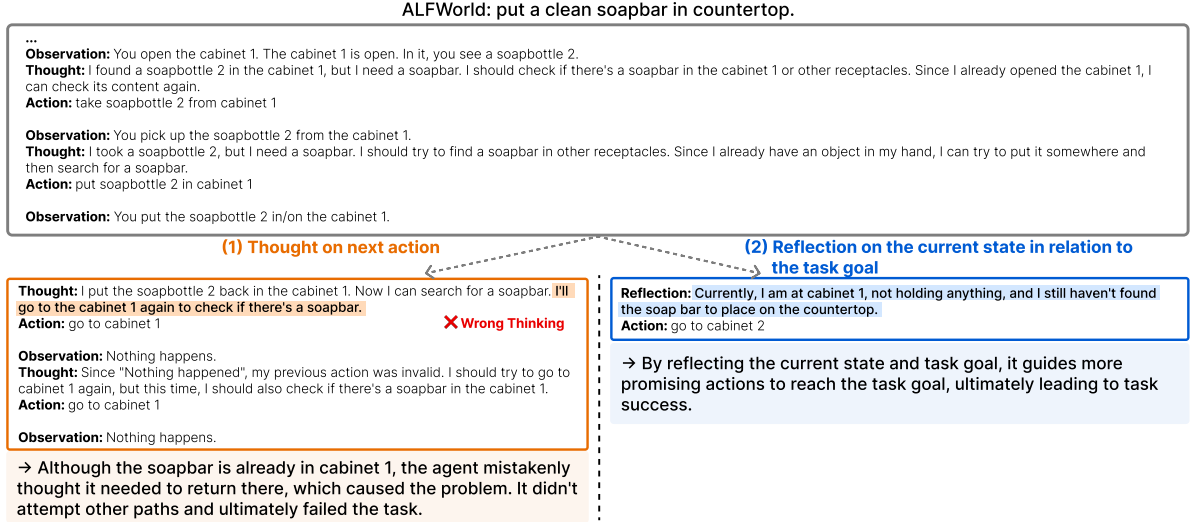 ALFWorld: put a clean soapbar in countertop.
...
Observation: You open the cabinet 1. The cabinet 1 is open. In it, you see a soapbottle 2.
Thought: I found a soapbottle 2 in the cabinet 1, but I need a soapbar. I should check if there's a soapbar in the cabinet 1 or other receptacles. Since I already opened the cabinet 1, I
can check its content again.
Action: take soapbottle 2 from cabinet 1
Observation: You pick up the soapbottle 2 from the cabinet 1.
Thought: I took a soapbottle 2, but I need a soapbar. I should try to find a soapbar in other receptacles. Since I already have an object in my hand, I can try to put it somewhere and
then search for a soapbar.
Action: put soapbottle 2 in cabinet 1
Observation: You put the soapbottle 2 in/on the cabinet 1.
(1) Thought on next action
Thought: I put the soapbottle 2 back in the cabinet 1. Now I can search for a soapbar. I'll
go to the cabinet 1 again to check if there's a soapbar.
Action: go to cabinet 1
❌ Wrong Thinking
Observation: Nothing happens.
Thought: Since "Nothing happened", my previous action was invalid. I should try to go to
cabinet 1 again, but this time, I should also check if there's a soapbar in the cabinet 1.
Action: go to cabinet 1
Observation: Nothing happens.
→ Although the soapbar is already in cabinet 1, the agent mistakenly
thought it needed to return there, which caused the problem. It didn't
attempt other paths and ultimately failed the task.
(2) Reflection on the current state in relation to
the task goal
Reflection: Currently, I am at cabinet 1, not holding anything, and I still haven't found
the soap bar to place on the countertop.
Action: go to cabinet 2
→ By reflecting the current state and task goal, it guides more
promising actions to reach the task goal, ultimately leading to task
success.